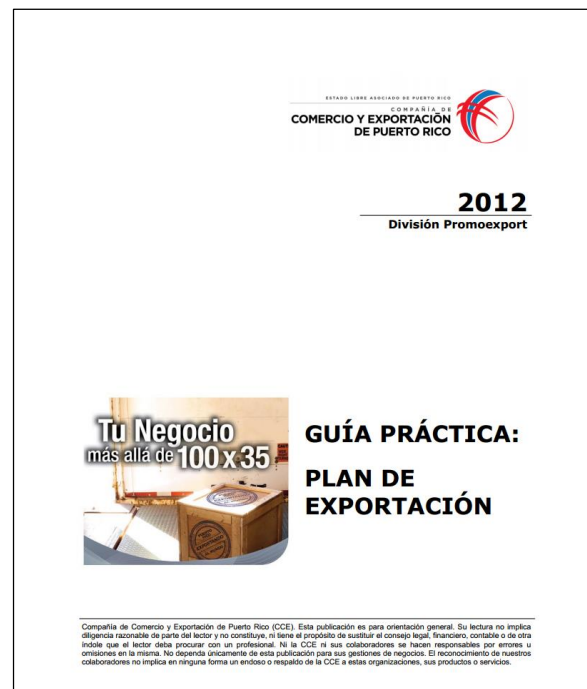 ESTADO LIBRE ASOCIADO DE PUERTO RICO
COMPAÑÍA DE
COMERCIO Y EXPORTACIÓN
DE PUERTO RICO
2012
División Promoexport
Tu Negocio
más allá de 100 x 35
GUÍA PRÁCTICA:
PLAN DE
EXPORTACIÓN
Compañía de Comercio y Exportación de Puerto Rico (CCE). Esta publicación es para orientación general. Su lectura no implica
diligencia razonable de parte del lector y no constituye, ni tiene el propósito de sustituir el consejo legal, financiero, contable o de otra
índole que el lector deba procurar con un profesional. Ni la CCE ni sus colaboradores se hacen responsables por errores u
omisiones en la misma. No dependa únicamente de esta publicación para sus gestiones de negocios. El reconocimiento de nuestros
colaboradores no implica en ninguna forma un endoso o respaldo de la CCE a estas organizaciones, sus productos o servicios.